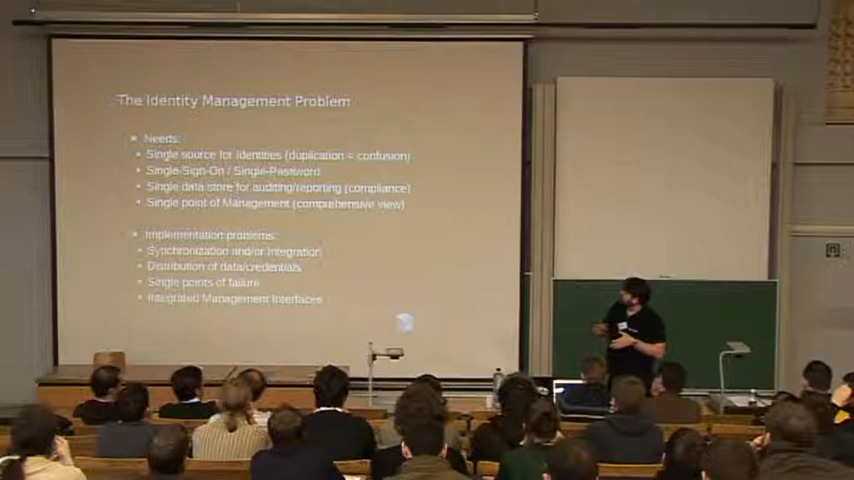 The Identity Management Problem
Needs:
Single source for Identities (duplication = confusion)
Single-Sign-On / Single-Password
Single data store for auditing/reporting (compliance)
Single point of Management (comprehensive view)
Implementation problems:
Synchronization and/or Integration
Distribution of data/credentials
Single points of failure
Integrated Management Interfaces